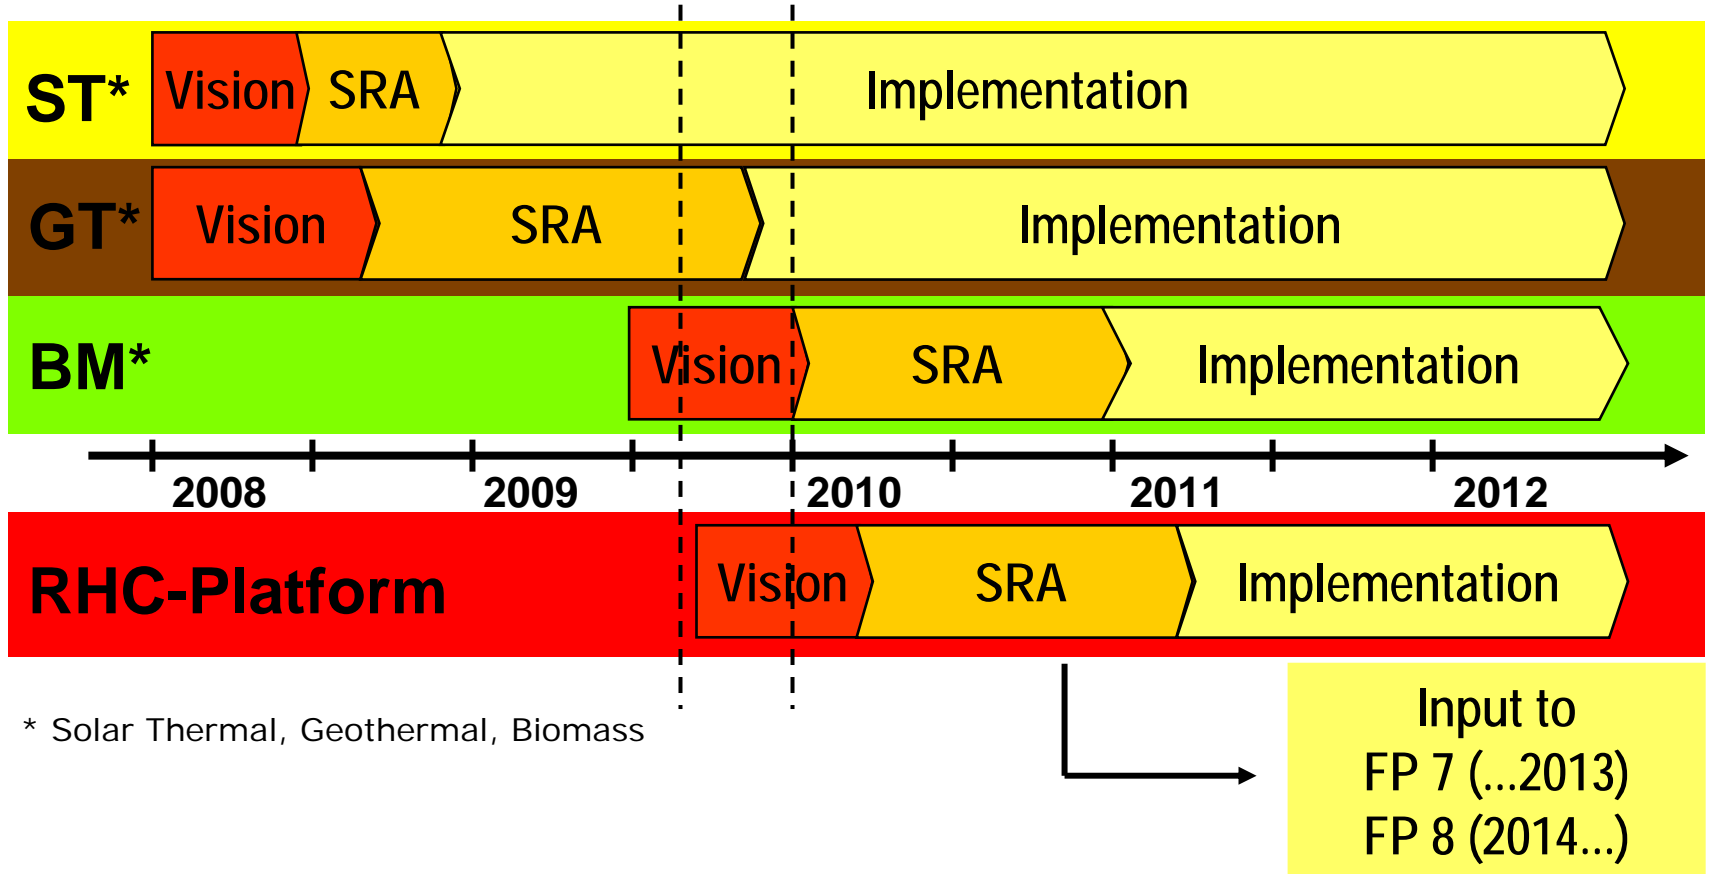 ST* Vision SRA Implementation
GT* Vision SRA Implementation
BM* Vision SRA Implementation
2008 2009 2010 2011 2012
RHC-Platform Vision SRA Implementation
* Solar Thermal, Geothermal, Biomass
Input to
FP 7 (...2013)
FP 8 (2014...)